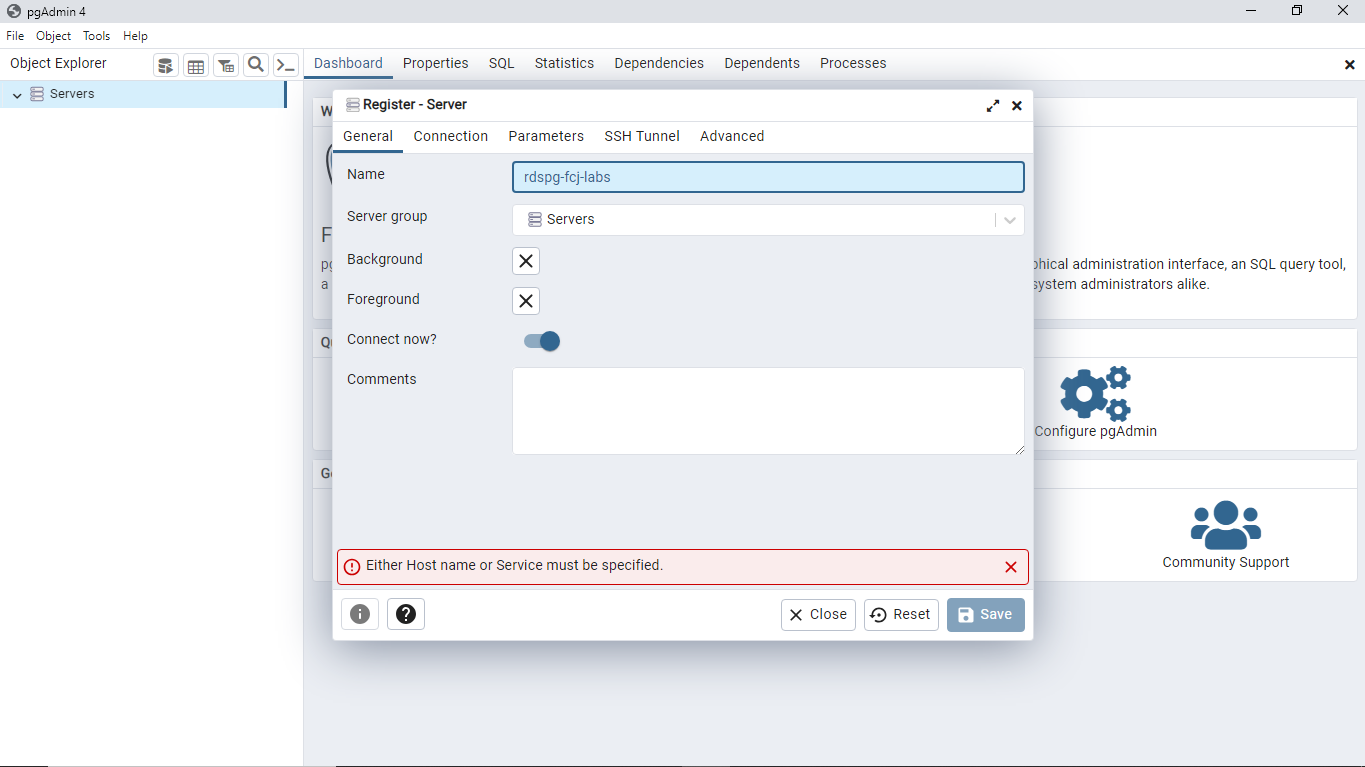 pgAdmin 4
File Object Tools Help
Object Explorer
Dashboard Properties SQL Statistics Dependencies Dependents Processes
Servers
Register - Server
General Connection Parameters SSH Tunnel Advanced
Name
rdspg-fcj-labs
Server group
Servers
Background
Foreground
Connect now?
Comments
Either Host name or Service must be specified.
Close Reset Save
W
F
pg
hical administration interface, an SQL query tool,
a
system administrators alike.
Configure pgAdmin
Community Support